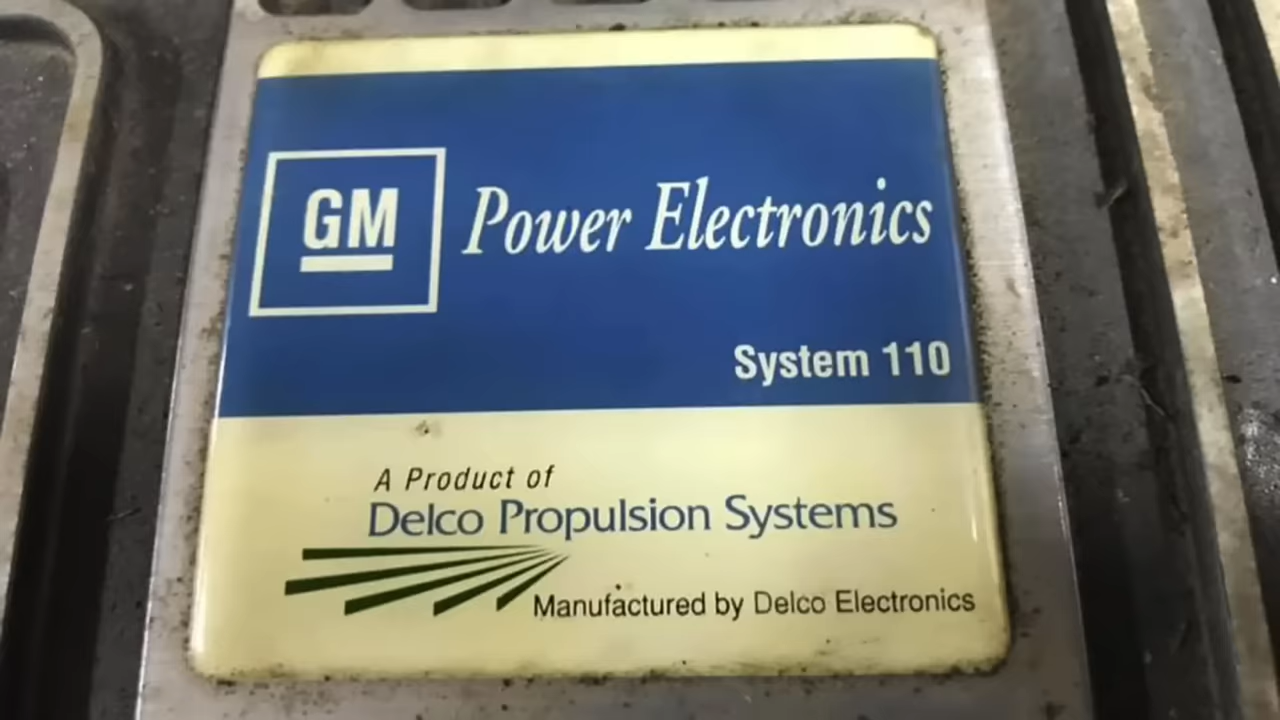 GM Power Electronics
System 110
A Product of
Delco Propulsion Systems
Manufactured by Delco Electronics